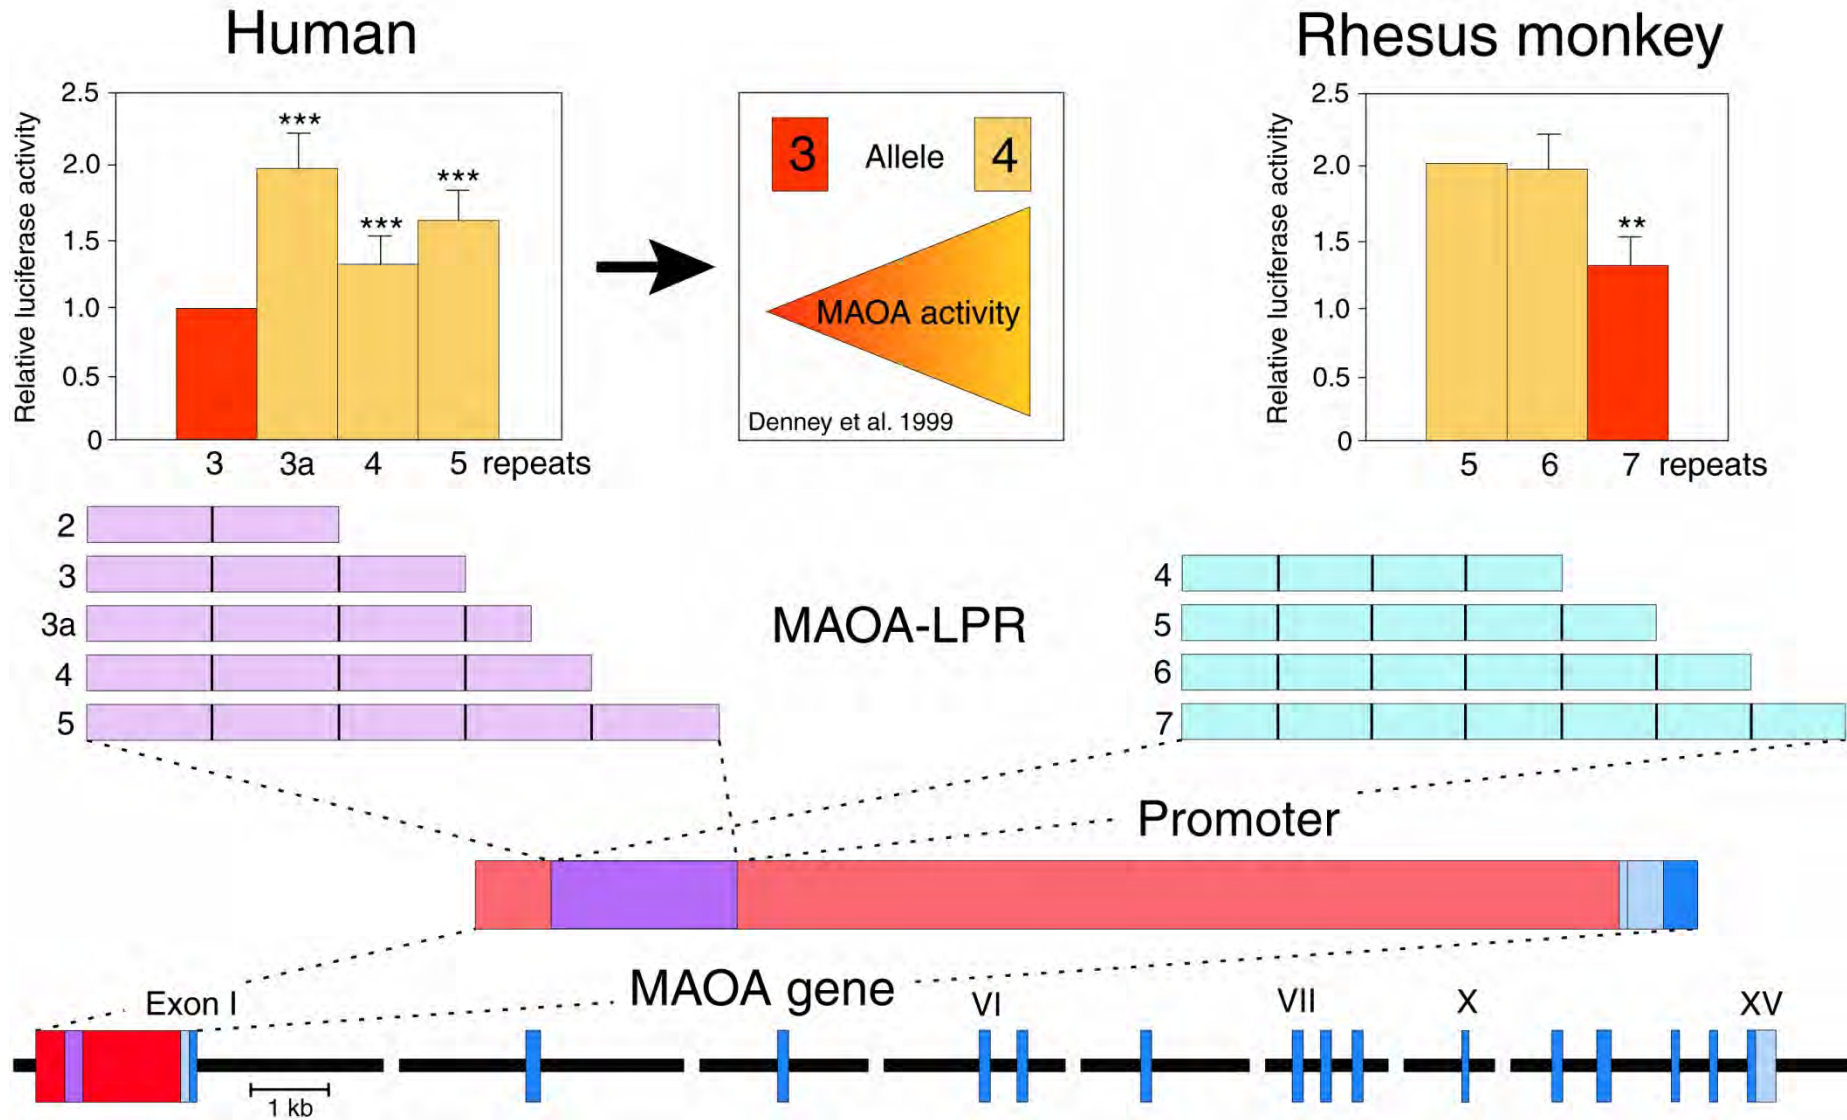 Human
Rhesus monkey
Relative luciferase activity
2.5
2.0
1.5
1.0
0.5
0
***
***
***
3 3a 4 5 repeats
3 Allele 4
MAOA activity
Denney et al. 1999
Relative luciferase activity
2.5
2.0
1.5
1.0
0.5
0
**
5 6 7 repeats
2
3
3a
4
5
MAOA-LPR
4
5
6
7
Promoter
MAOA gene
Exon I
VI
VII
X
XV
1 kb